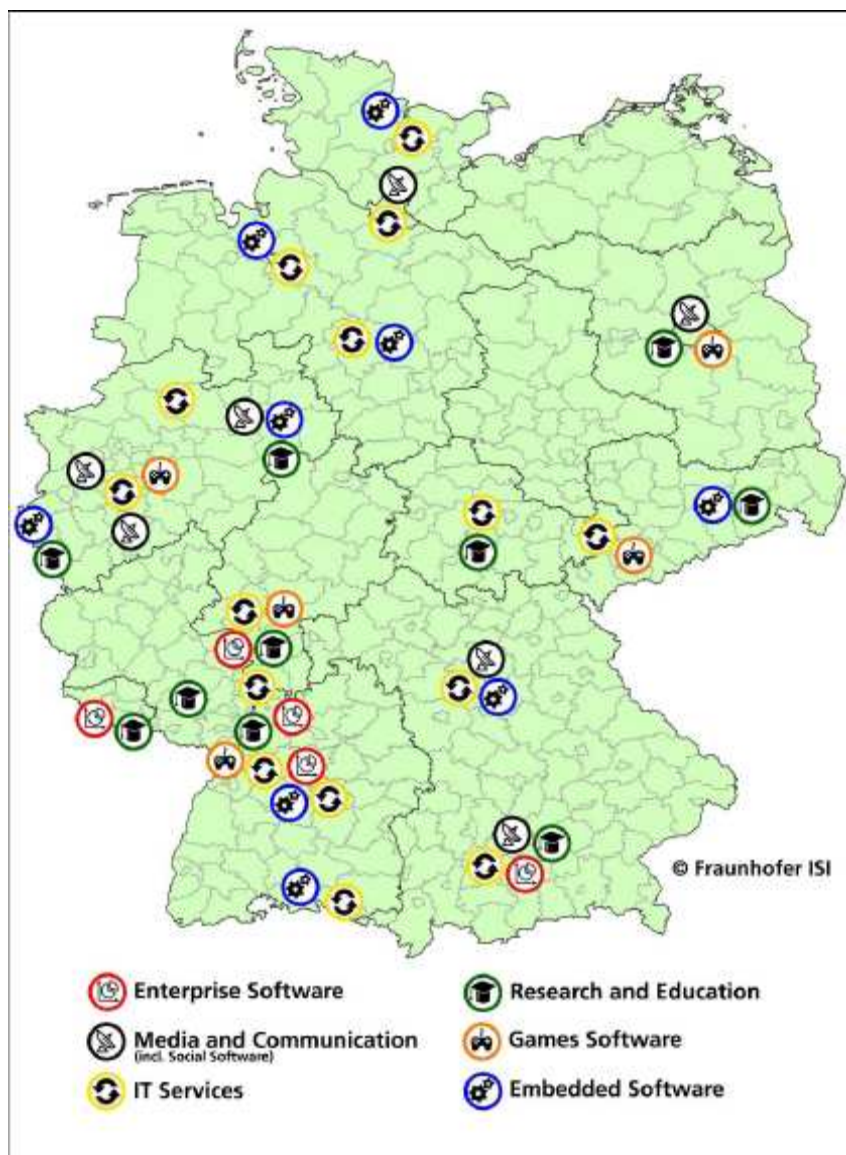 © Fraunhofer ISI
Enterprise Software
Research and Education
Media and Communication
(incl. Social Software)
Games Software
IT Services
Embedded Software